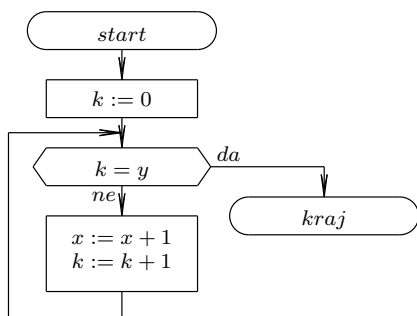 start
k := 0
k = y
da
ne
kraj
x := x + 1
k := k + 1